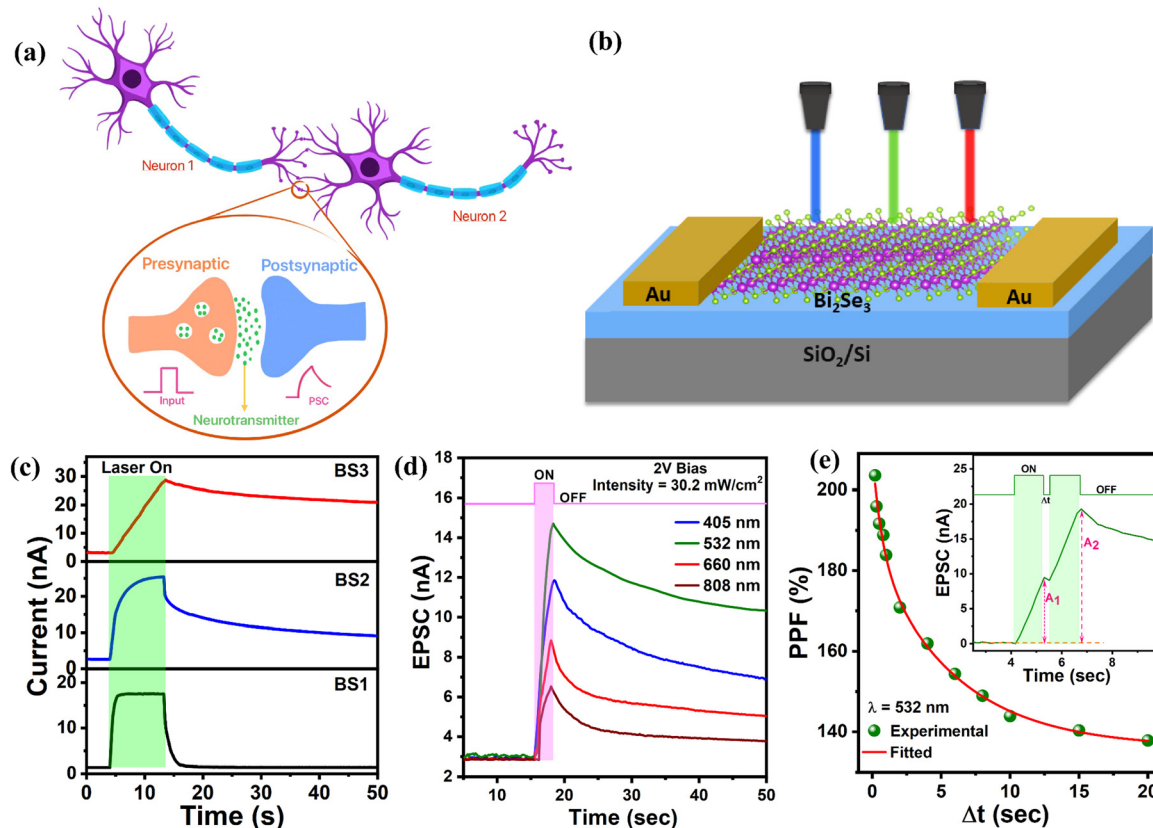 (a)
Neuron 1
Neuron 2
Presynaptic
Postsynaptic
Input
PSC
Neurotransmitter
(b)
Au
Bi₂Se₃
Au
SiO₂/Si
(c)
Laser On
BS3
BS2
BS1
30
20
10
0
30
20
10
0
20
10
0
Current (nA)
0 10 20 30 40 50
Time (s)
(d)
ON
OFF
2V Bias
Intensity = 30.2 mW/cm²
405 nm
532 nm
660 nm
808 nm
18
16
14
12
10
8
6
4
2
EPSC (nA)
10 20 30 40 50
Time (sec)
(e)
200
180
160
140
PPF (%)
0 5 10 15 20
Δt (sec)
λ = 532 nm
Experimental
Fitted
25
20
15
10
5
0
EPSC (nA)
ON
Δt
OFF
A₁
A₂
4 6 8
Time (sec)